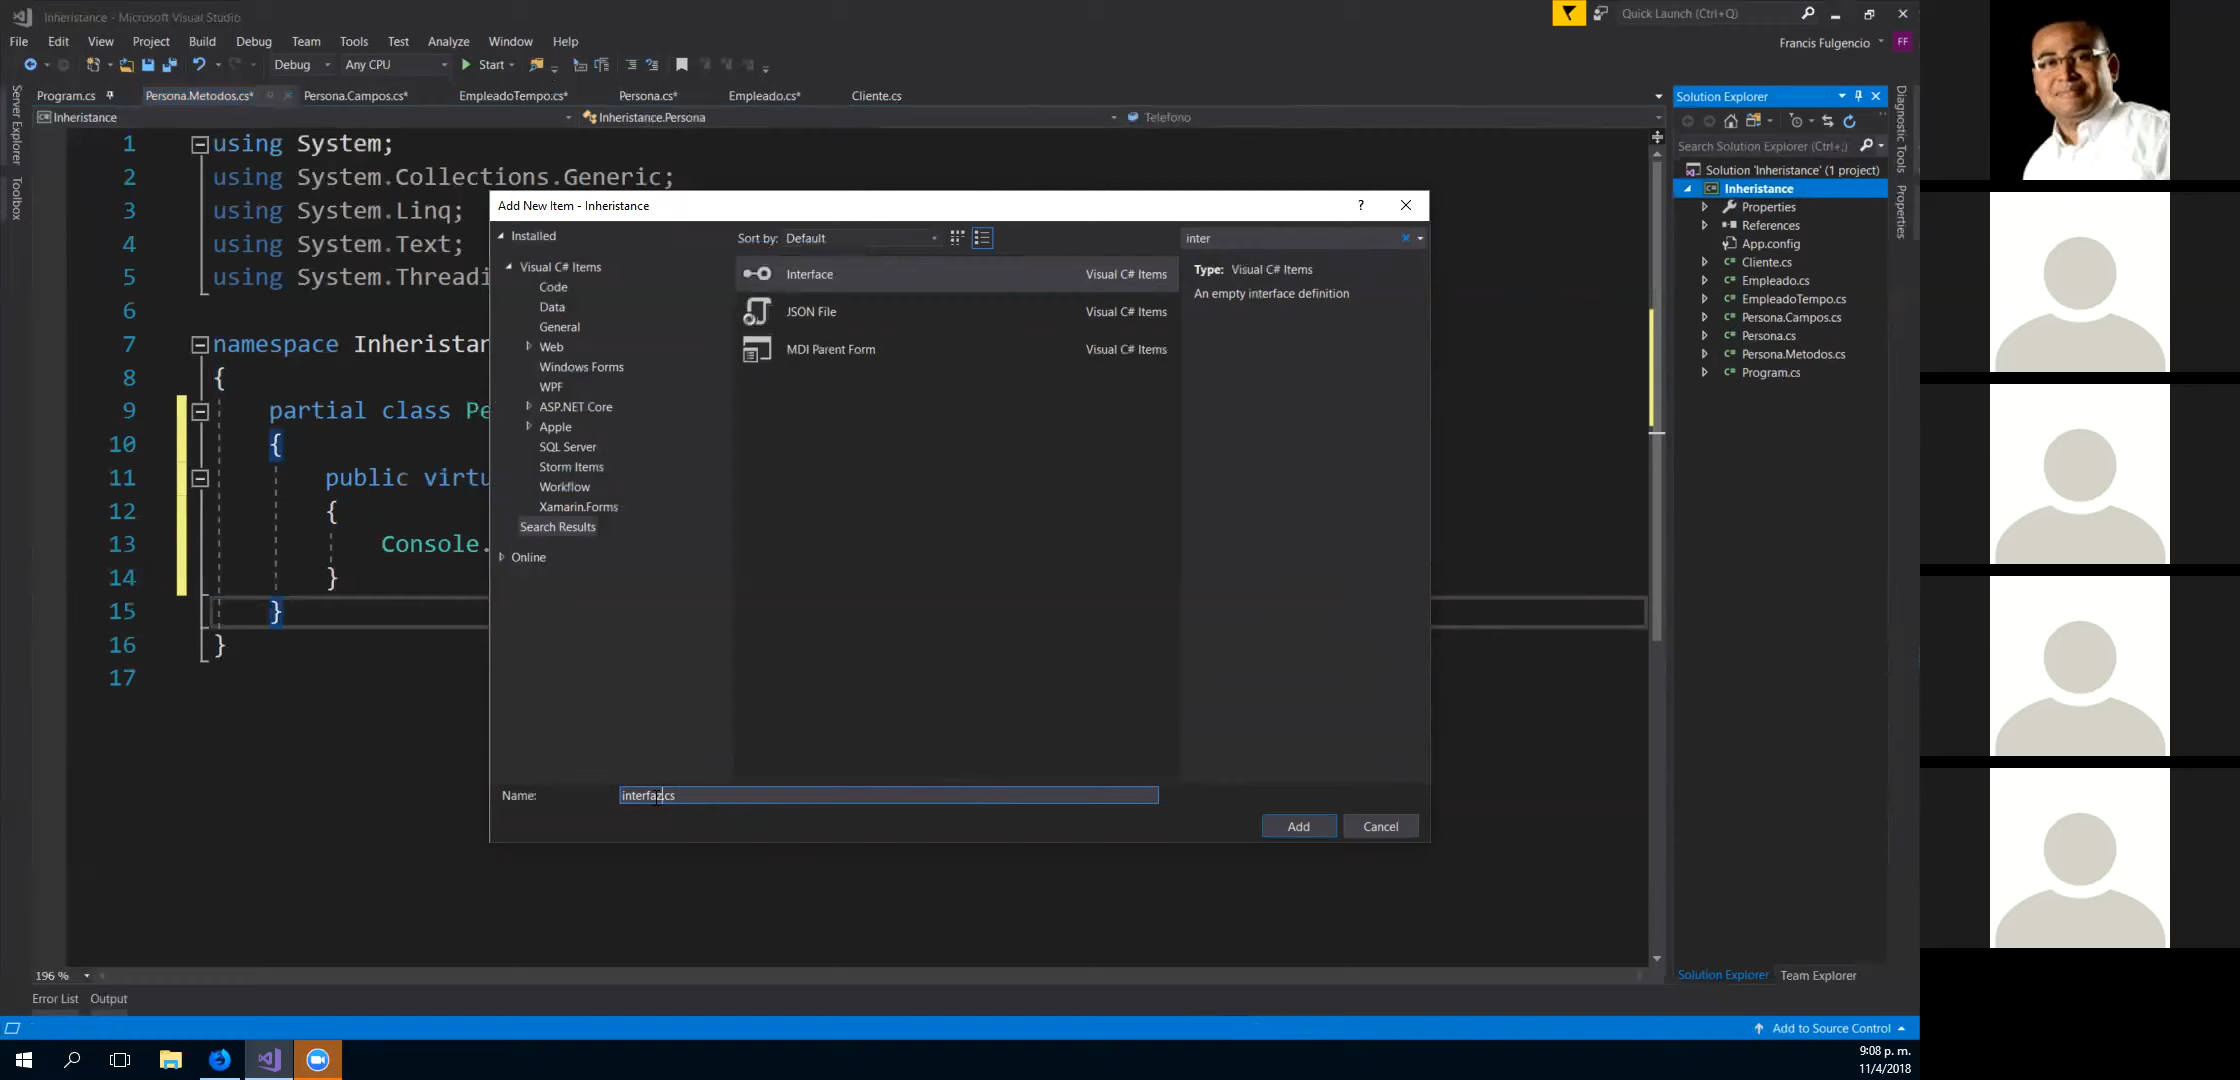 Inheristance - Microsoft Visual Studio
Quick Launch (Ctrl+Q)
File Edit View Project Build Debug Team Tools Test Analyze Window Help
Francis Fulgencio FF
Debug Any CPU Start
Program.cs Persona.Metodos.cs* Persona.Campos.cs* EmpleadoTempo.cs* Persona.cs* Empleado.cs* Cliente.cs
Inheristance Inheristance.Persona Telefono
Server Explorer
Toolbox
1 using System;
2 using System.Collections.Generic;
3 using System.Linq;
4 using System.Text;
5 using System.Threadi
6
7 namespace Inheristan
8 {
9 partial class Pe
10 {
11 public virtu
12 {
13 Console.
14 }
15 }
16 }
17
Add New Item - Inheristance ?
Installed
Visual C# Items
Code
Data
General
Web
Windows Forms
WPF
ASP.NET Core
Apple
SQL Server
Storm Items
Workflow
Xamarin.Forms
Search Results
Online
Sort by: Default
Interface Visual C# Items
JSON File Visual C# Items
MDI Parent Form Visual C# Items
inter
Type: Visual C# Items
An empty interface definition
Name: interfaz.cs
Add Cancel
Solution Explorer
Search Solution Explorer (Ctrl+;)
Solution 'Inheristance' (1 project)
Inheristance
Properties
References
App.config
Cliente.cs
Empleado.cs
EmpleadoTempo.cs
Persona.Campos.cs
Persona.cs
Persona.Metodos.cs
Program.cs
Diagnostic Tools
Properties
Solution Explorer Team Explorer
196 %
Error List Output
Add to Source Control
9:08 p. m.
11/4/2018